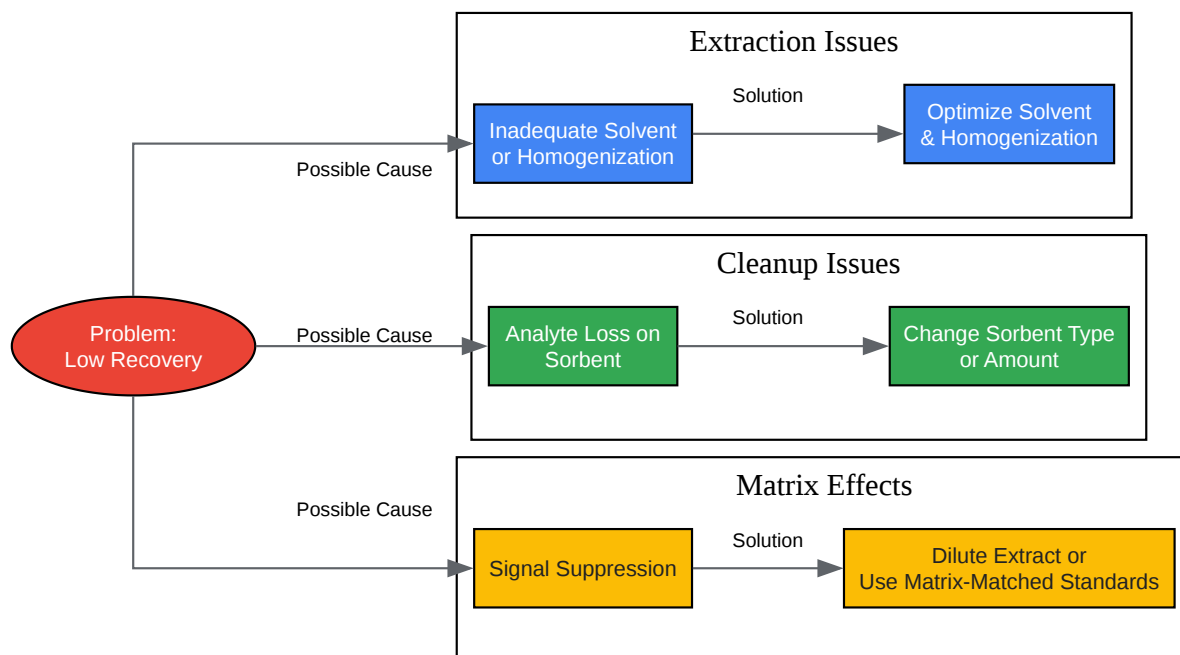 Extraction Issues
Solution
Inadequate Solvent
or Homogenization
Optimize Solvent
& Homogenization
Possible Cause
Cleanup Issues
Solution
Problem:
Low Recovery
Possible Cause
Analyte Loss on
Sorbent
Change Sorbent Type
or Amount
Matrix Effects
Possible Cause
Solution
Signal Suppression
Dilute Extract or
Use Matrix-Matched Standards